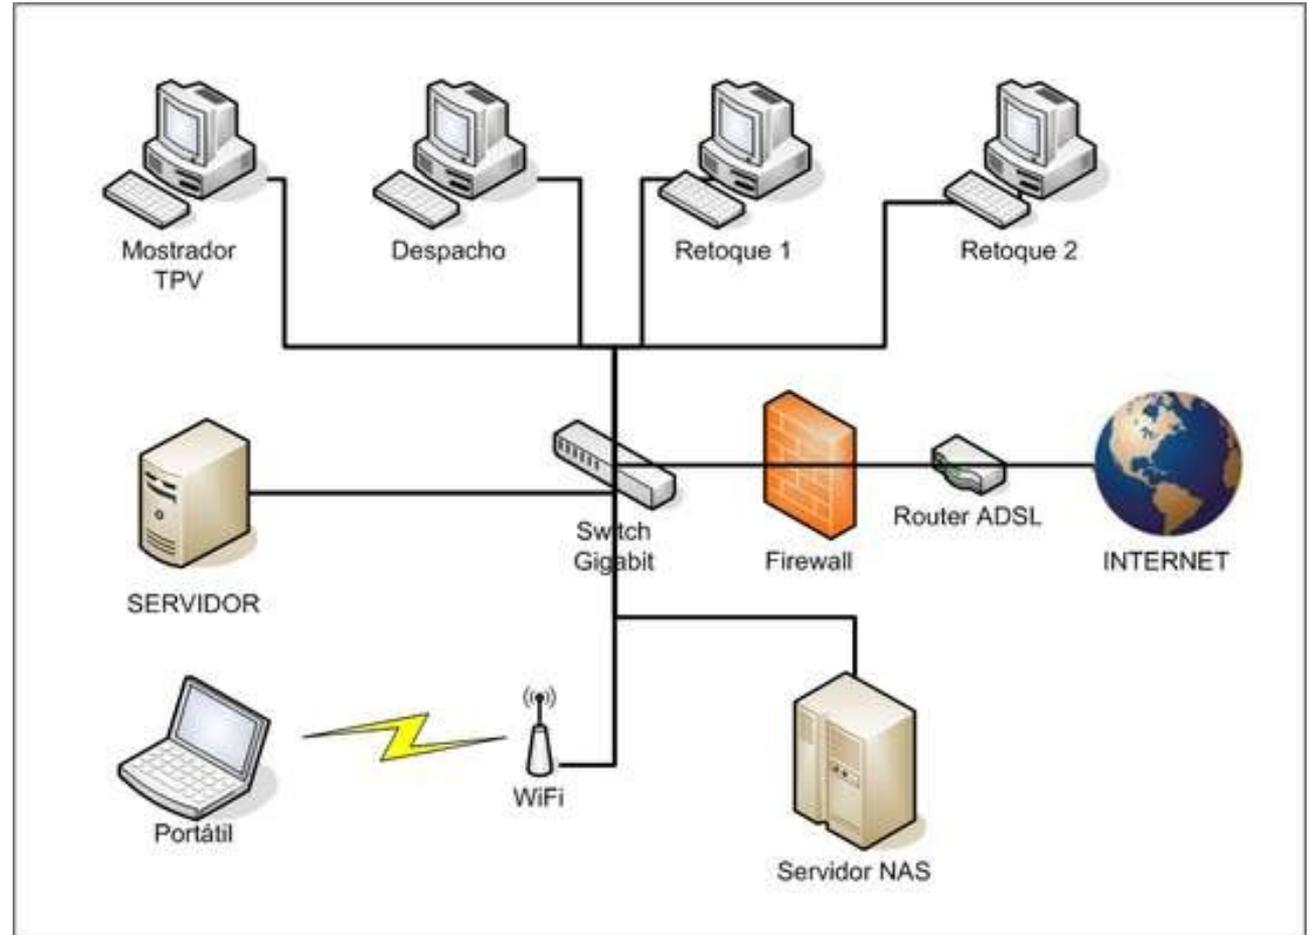 Mostrador
TPV
Despacho
Retoque 1
Retoque 2
SERVIDOR
Switch
Gigabit
Firewall
Router ADSL
INTERNET
Portátil
WiFi
Servidor NAS